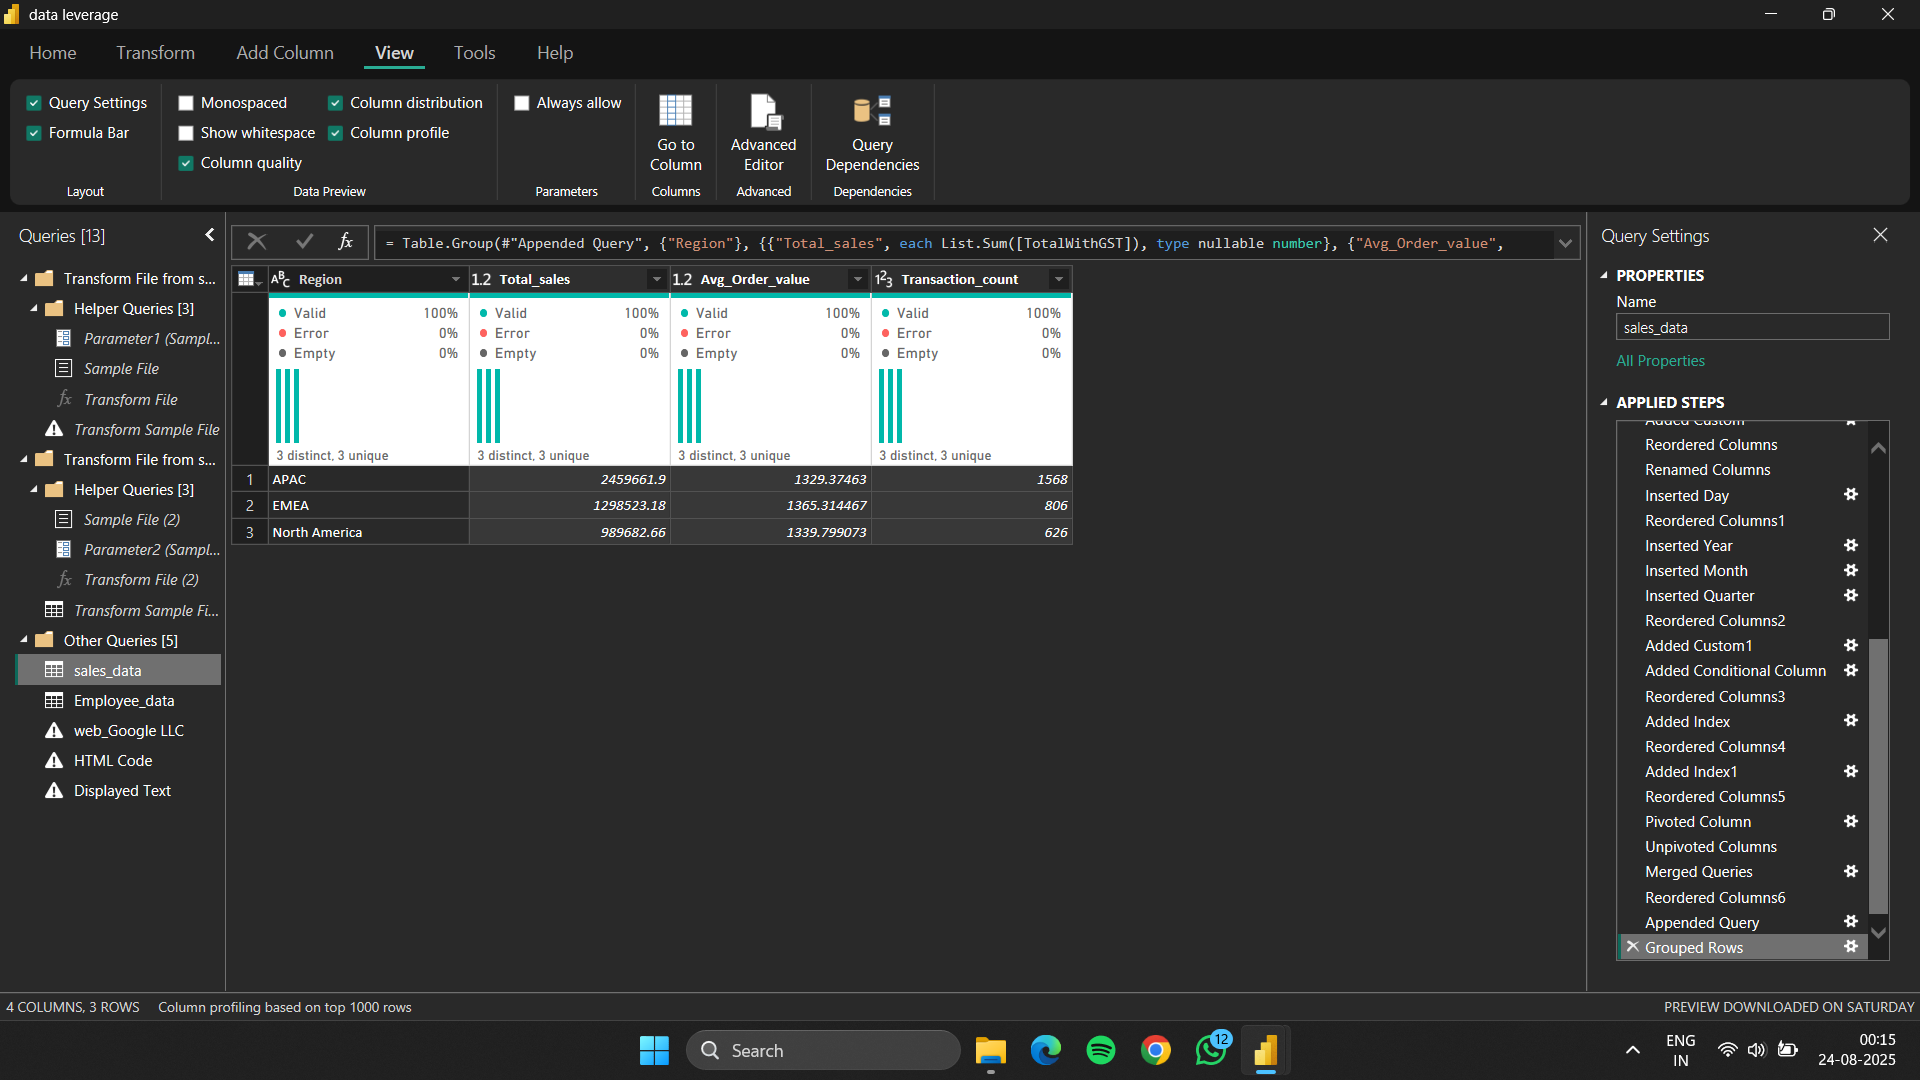 data leverage
Home Transform Add Column View Tools Help
Query Settings
Formula Bar
Layout
Monospaced
Show whitespace
Column quality
Column distribution
Column profile
Data Preview
Always allow
Parameters
Go to
Column
Columns
Advanced
Editor
Advanced
Query
Dependencies
Dependencies
Queries [13]
Transform File from s...
Helper Queries [3]
Parameter1 (Sampl...
Sample File
fx Transform File
Transform Sample File
Transform File from s...
Helper Queries [3]
Sample File (2)
Parameter2 (Sampl...
fx Transform File (2)
Transform Sample Fi...
Other Queries [5]
sales_data
Employee_data
web_Google LLC
HTML Code
Displayed Text
fx = Table.Group(#"Appended Query", {"Region"}, {{"Total_sales", each List.Sum([TotalWithGST]), type nullable number}, {"Avg_Order_value",
ABC Region 1.2 Total_sales 1.2 Avg_Order_value 123 Transaction_count
Valid 100% Valid 100% Valid 100% Valid 100%
Error 0% Error 0% Error 0% Error 0%
Empty 0% Empty 0% Empty 0% Empty 0%
3 distinct, 3 unique 3 distinct, 3 unique 3 distinct, 3 unique 3 distinct, 3 unique
1 APAC 2459661.9 1329.37463 1568
2 EMEA 1298523.18 1365.314467 806
3 North America 989682.66 1339.799073 626
Query Settings
PROPERTIES
Name
sales_data
All Properties
APPLIED STEPS
Added Custom
Reordered Columns
Renamed Columns
Inserted Day
Reordered Columns1
Inserted Year
Inserted Month
Inserted Quarter
Reordered Columns2
Added Custom1
Added Conditional Column
Reordered Columns3
Added Index
Reordered Columns4
Added Index1
Reordered Columns5
Pivoted Column
Unpivoted Columns
Merged Queries
Reordered Columns6
Appended Query
Grouped Rows
4 COLUMNS, 3 ROWS Column profiling based on top 1000 rows PREVIEW DOWNLOADED ON SATURDAY
Search
12
ENG
IN
00:15
24-08-2025